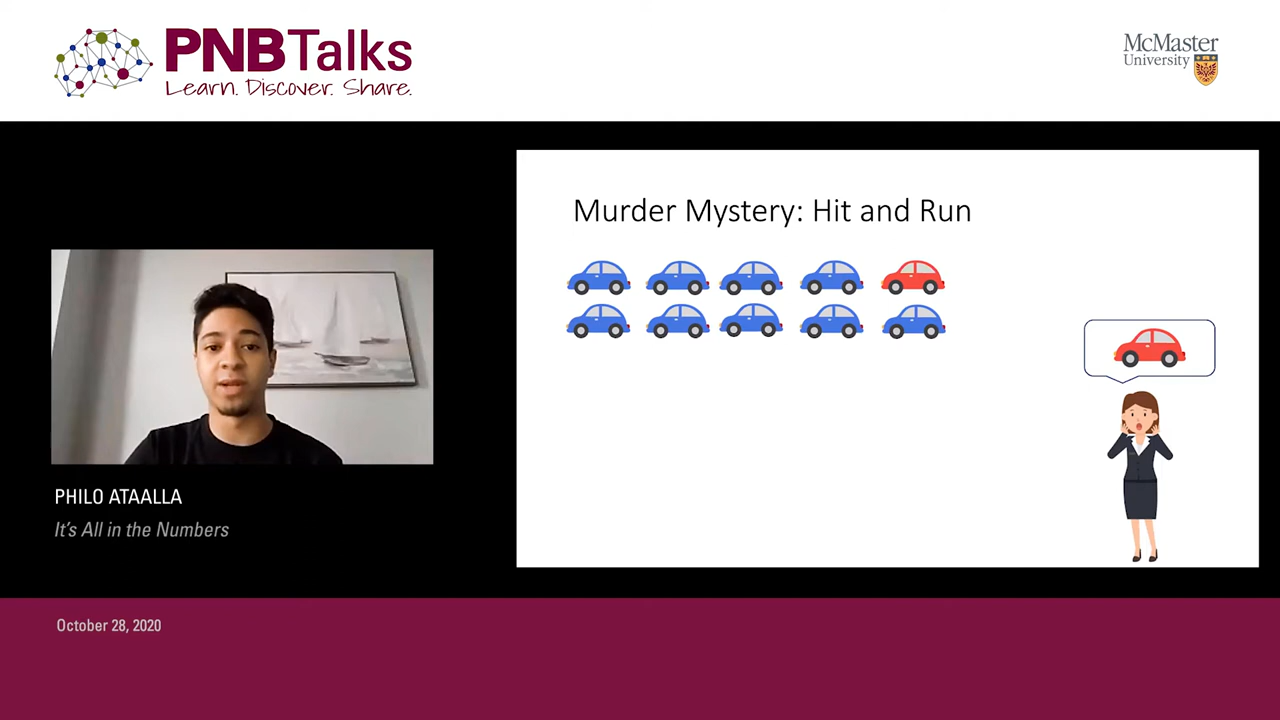 PNBTalks
Learn. Discover. Share.
McMaster
University
Murder Mystery: Hit and Run
PHILO ATAALLA
It's All in the Numbers
October 28, 2020